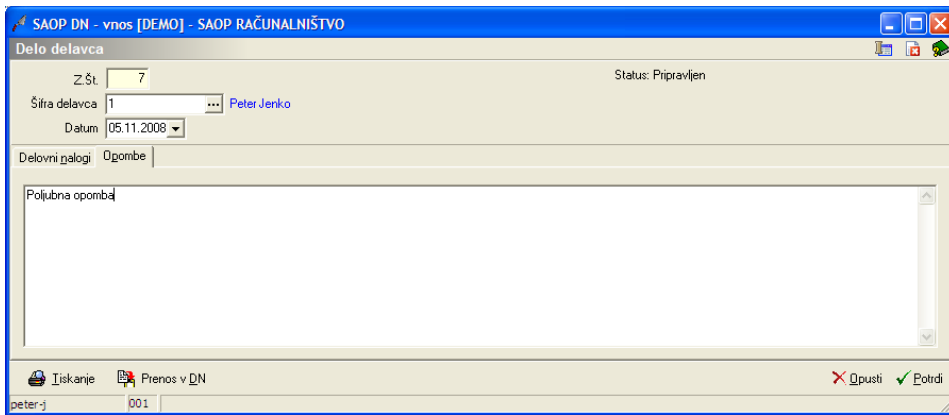 SAOP DN - vnos [DEMO] - SAOP RAČUNALNIŠTVO
Delo delavca
Z.Št. 7 Status: Pripravljen
Šifra delavca 1 ... Peter Jenko
Datum 05.11.2008
Delovni nalogi Opombe
Poljubna opomba
Tiskanje Prenos v DN Opusti Potrdi
peter-j 001